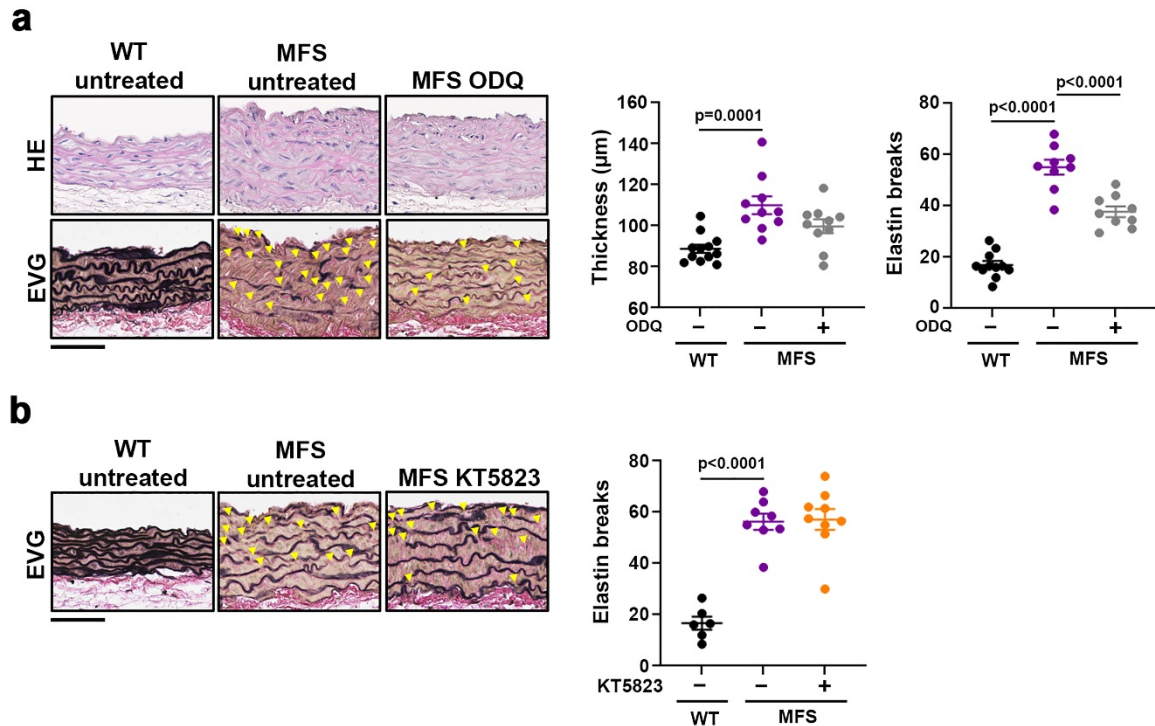 a
WT
untreated
MFS
untreated
MFS ODQ
HE
EVG
Thickness (µm)
160
140
120
100
80
60
p=0.0001
ODQ
−
−
+
WT
MFS
Elastin breaks
80
60
40
20
0
p<0.0001
p<0.0001
ODQ
−
−
+
WT
MFS
b
WT
untreated
MFS
untreated
MFS KT5823
EVG
Elastin breaks
80
60
40
20
0
p<0.0001
KT5823
−
−
+
WT
MFS